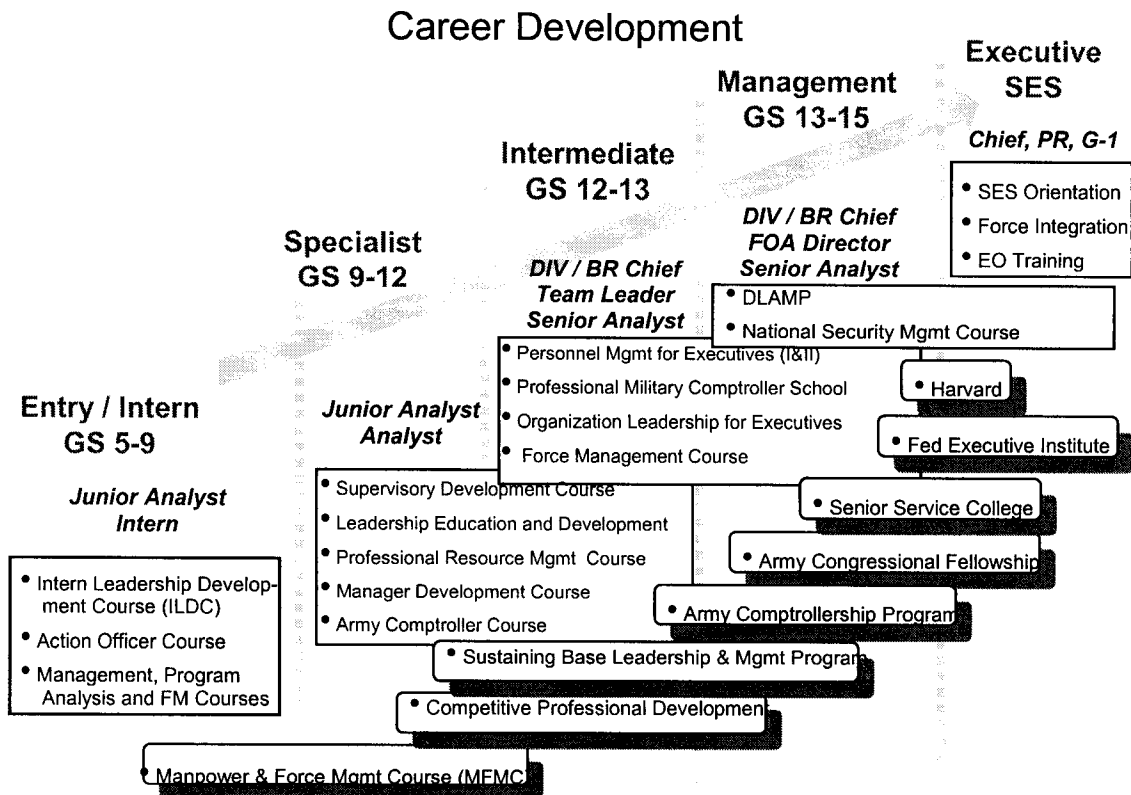 Career Development
Executive
SES
Chief, PR, G-1
• SES Orientation
• Force Integration
• EO Training
Management
GS 13-15
DIV / BR Chief
FOA Director
Senior Analyst
• DLAMP
• National Security Mgmt Course
Intermediate
GS 12-13
DIV / BR Chief
Team Leader
Senior Analyst
• Personnel Mgmt for Executives (I&II)
• Professional Military Comptroller School
• Organization Leadership for Executives
• Force Management Course
Specialist
GS 9-12
Junior Analyst
Analyst
• Supervisory Development Course
• Leadership Education and Development
• Professional Resource Mgmt Course
• Manager Development Course
• Army Comptroller Course
Entry / Intern
GS 5-9
Junior Analyst
Intern
• Intern Leadership Develop-
ment Course (ILDC)
• Action Officer Course
• Management, Program
Analysis and FM Courses
• Harvard
• Fed Executive Institute
• Senior Service College
• Army Congressional Fellowship
• Army Comptrollership Program
• Sustaining Base Leadership & Mgmt Program
• Competitive Professional Development
• Manpower & Force Mgmt Course (MFMC)